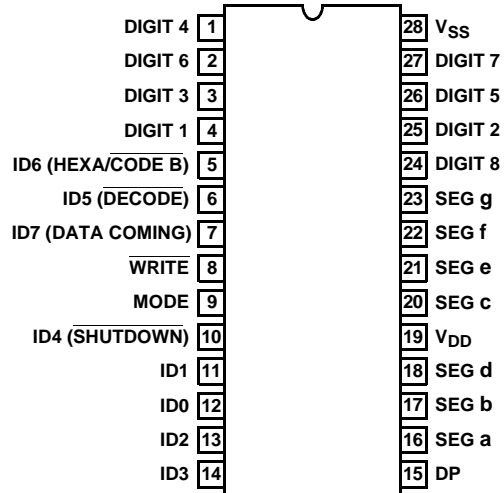 DIGIT 4 1 28 VSS
DIGIT 6 2 27 DIGIT 7
DIGIT 3 3 26 DIGIT 5
DIGIT 1 4 25 DIGIT 2
ID6 (HEXA/CODE B) 5 24 DIGIT 8
ID5 (DECODE) 6 23 SEG g
ID7 (DATA COMING) 7 22 SEG f
WRITE 8 21 SEG e
MODE 9 20 SEG c
ID4 (SHUTDOWN) 10 19 VDD
ID1 11 18 SEG d
ID0 12 17 SEG b
ID2 13 16 SEG a
ID3 14 15 DP